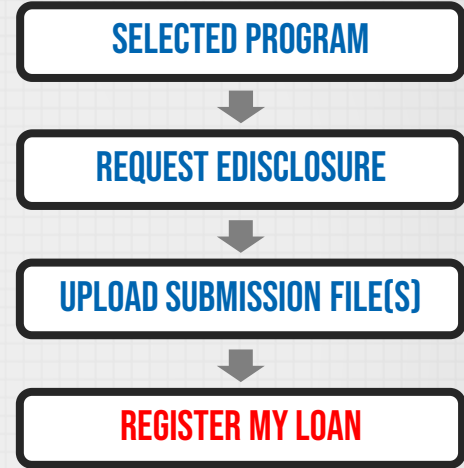 SELECTED PROGRAM
REQUEST EDISCLOSURE
UPLOAD SUBMISSION FILE(S)
REGISTER MY LOAN